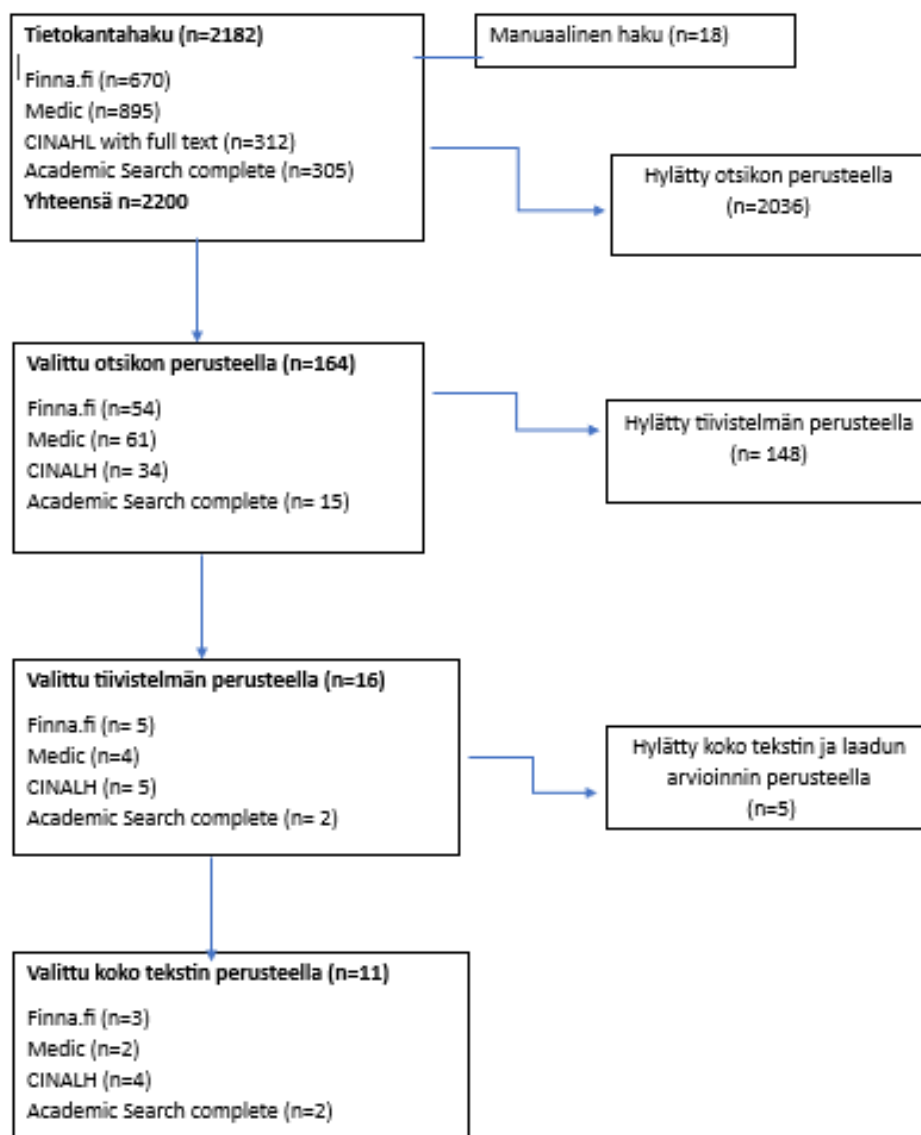 Tietokantahaku (n=2182)
Finna.fi (n=670)
Medic (n=895)
CINAHL with full text (n=312)
Academic Search complete (n=305)
Yhteensä n=2200
Manuaalinen haku (n=18)
Hylätty otsikon perusteella
(n=2036)
Valittu otsikon perusteella (n=164)
Finna.fi (n=54)
Medic (n= 61)
CINALH (n= 34)
Academic Search complete (n= 15)
Hylätty tiivistelmän perusteella
(n= 148)
Valittu tiivistelmän perusteella (n=16)
Finna.fi (n= 5)
Medic (n=4)
CINALH (n= 5)
Academic Search complete (n= 2)
Hylätty koko tekstin ja laadun
arvioinnin perusteella
(n=5)
Valittu koko tekstin perusteella (n=11)
Finna.fi (n=3)
Medic (n=2)
CINALH (n=4)
Academic Search complete (n=2)